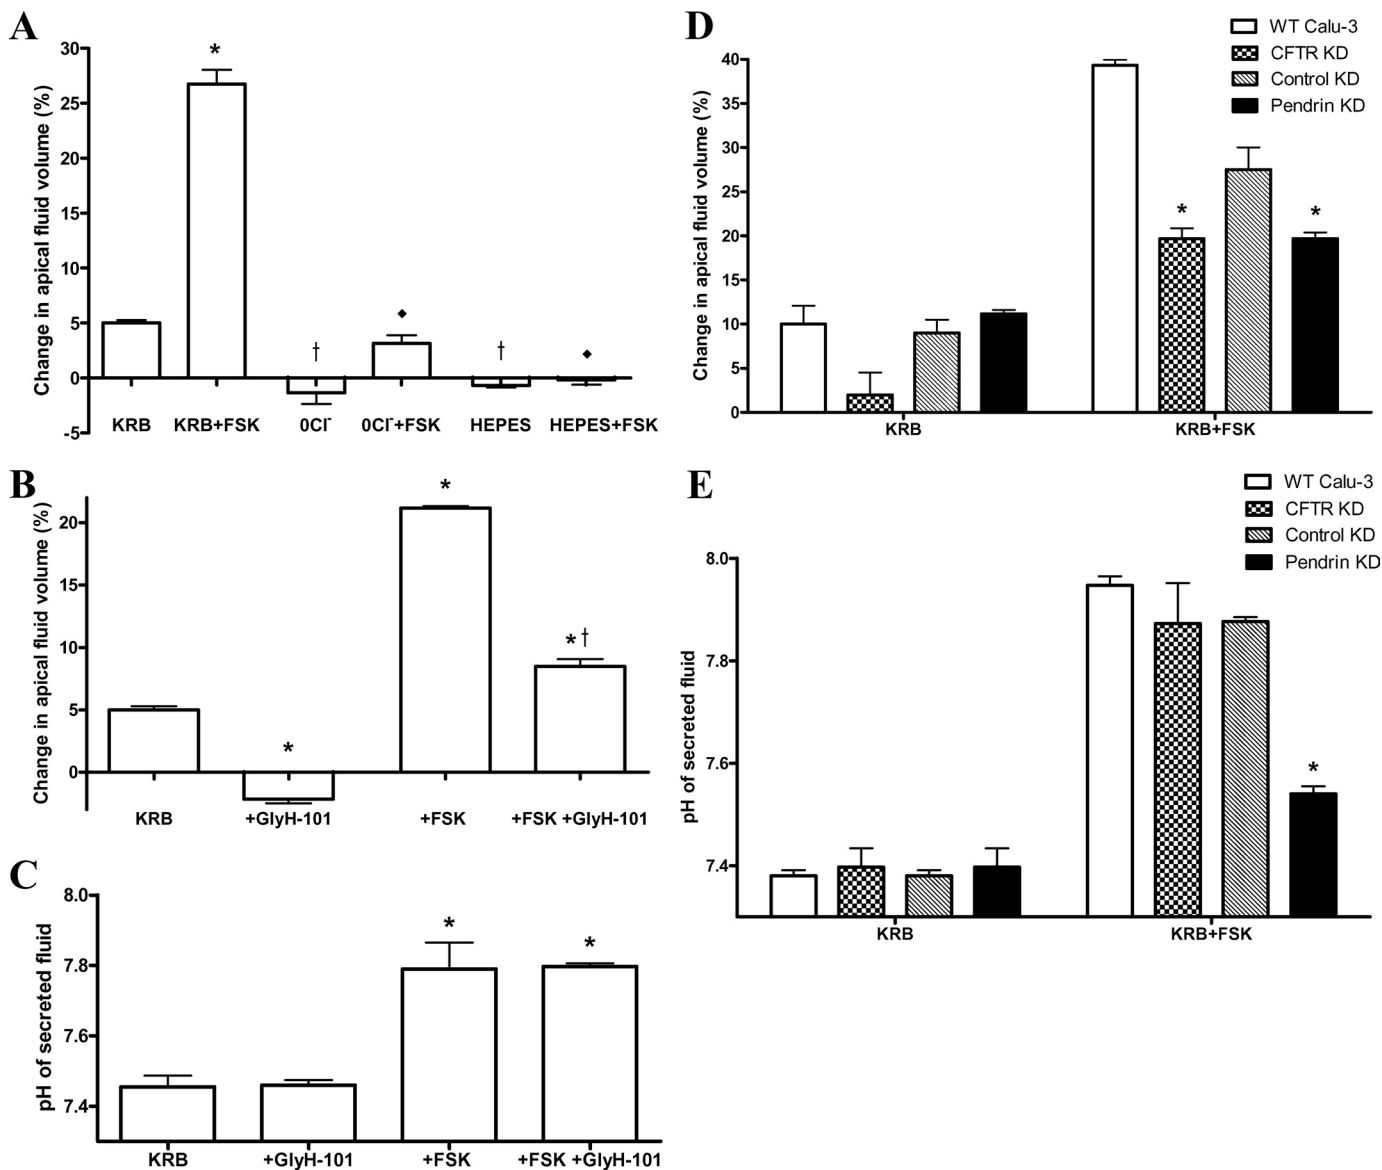 A
Change in apical fluid volume (%)
30
25
20
15
10
5
0
-5
*
†
◆
†
◆
KRB
KRB+FSK
0Cl⁻
0Cl⁻+FSK
HEPES
HEPES+FSK
B
Change in apical fluid volume (%)
20
15
10
5
0
*
*
*†
KRB
+GlyH-101
+FSK
+FSK +GlyH-101
C
pH of secreted fluid
8.0
7.8
7.6
7.4
*
*
KRB
+GlyH-101
+FSK
+FSK +GlyH-101
D
WT Calu-3
CFTR KD
Control KD
Pendrin KD
Change in apical fluid volume (%)
40
35
30
25
20
15
10
5
0
*
*
KRB
KRB+FSK
E
WT Calu-3
CFTR KD
Control KD
Pendrin KD
pH of secreted fluid
8.0
7.8
7.6
7.4
*
KRB
KRB+FSK